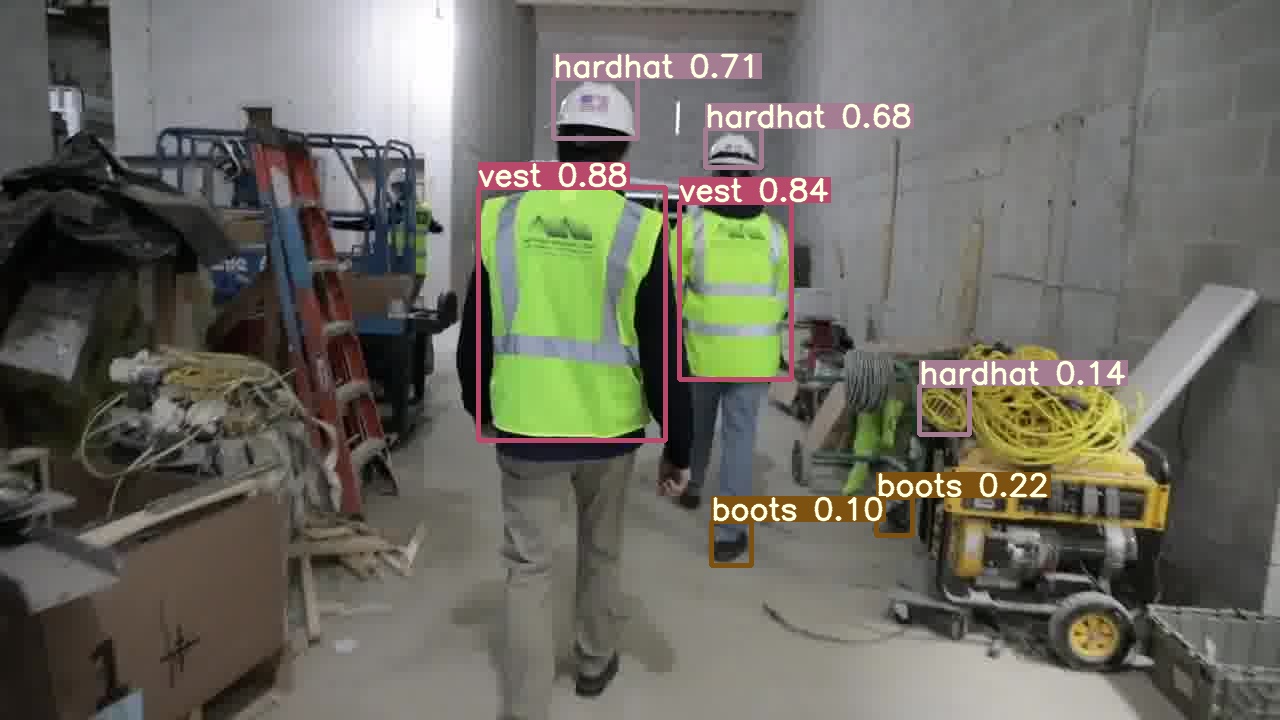 hardhat 0.71
hardhat 0.68
vest 0.88
vest 0.84
hardhat 0.14
boots 0.22
boots 0.10
1